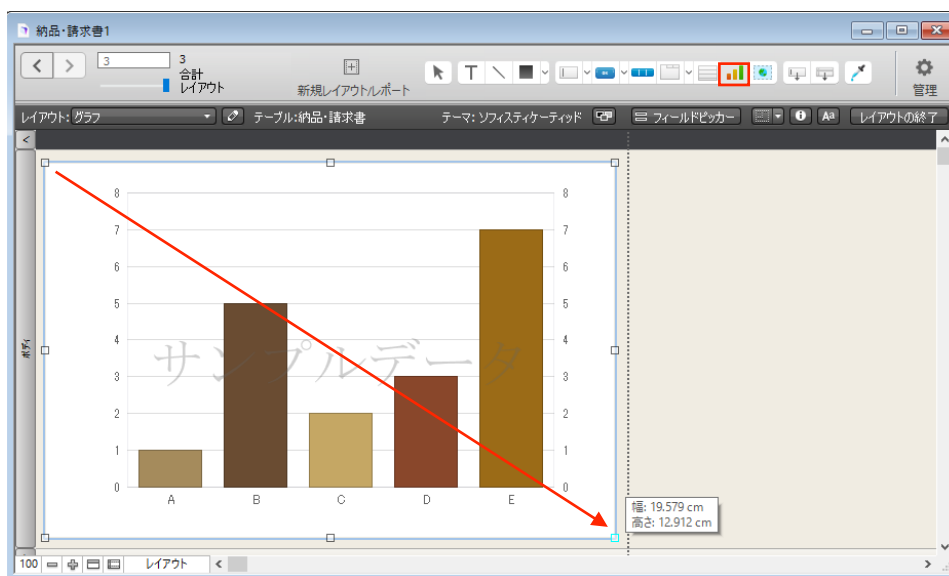 納品・請求書1
3
3
合計
レイアウト
新規レイアウト/レポート
T
管理
レイアウト: グラフ
テーブル:納品・請求書
テーマ: ソフィスティケーティッド
フィールドピッカー
Aa
レイアウトの終了
ボディ
8 8
7 7
6 6
5 5
4 4
サンプルデータ
3 3
2 2
1 1
0 0
A B C D E
幅: 19.579 cm
高さ: 12.912 cm
100 レイアウト